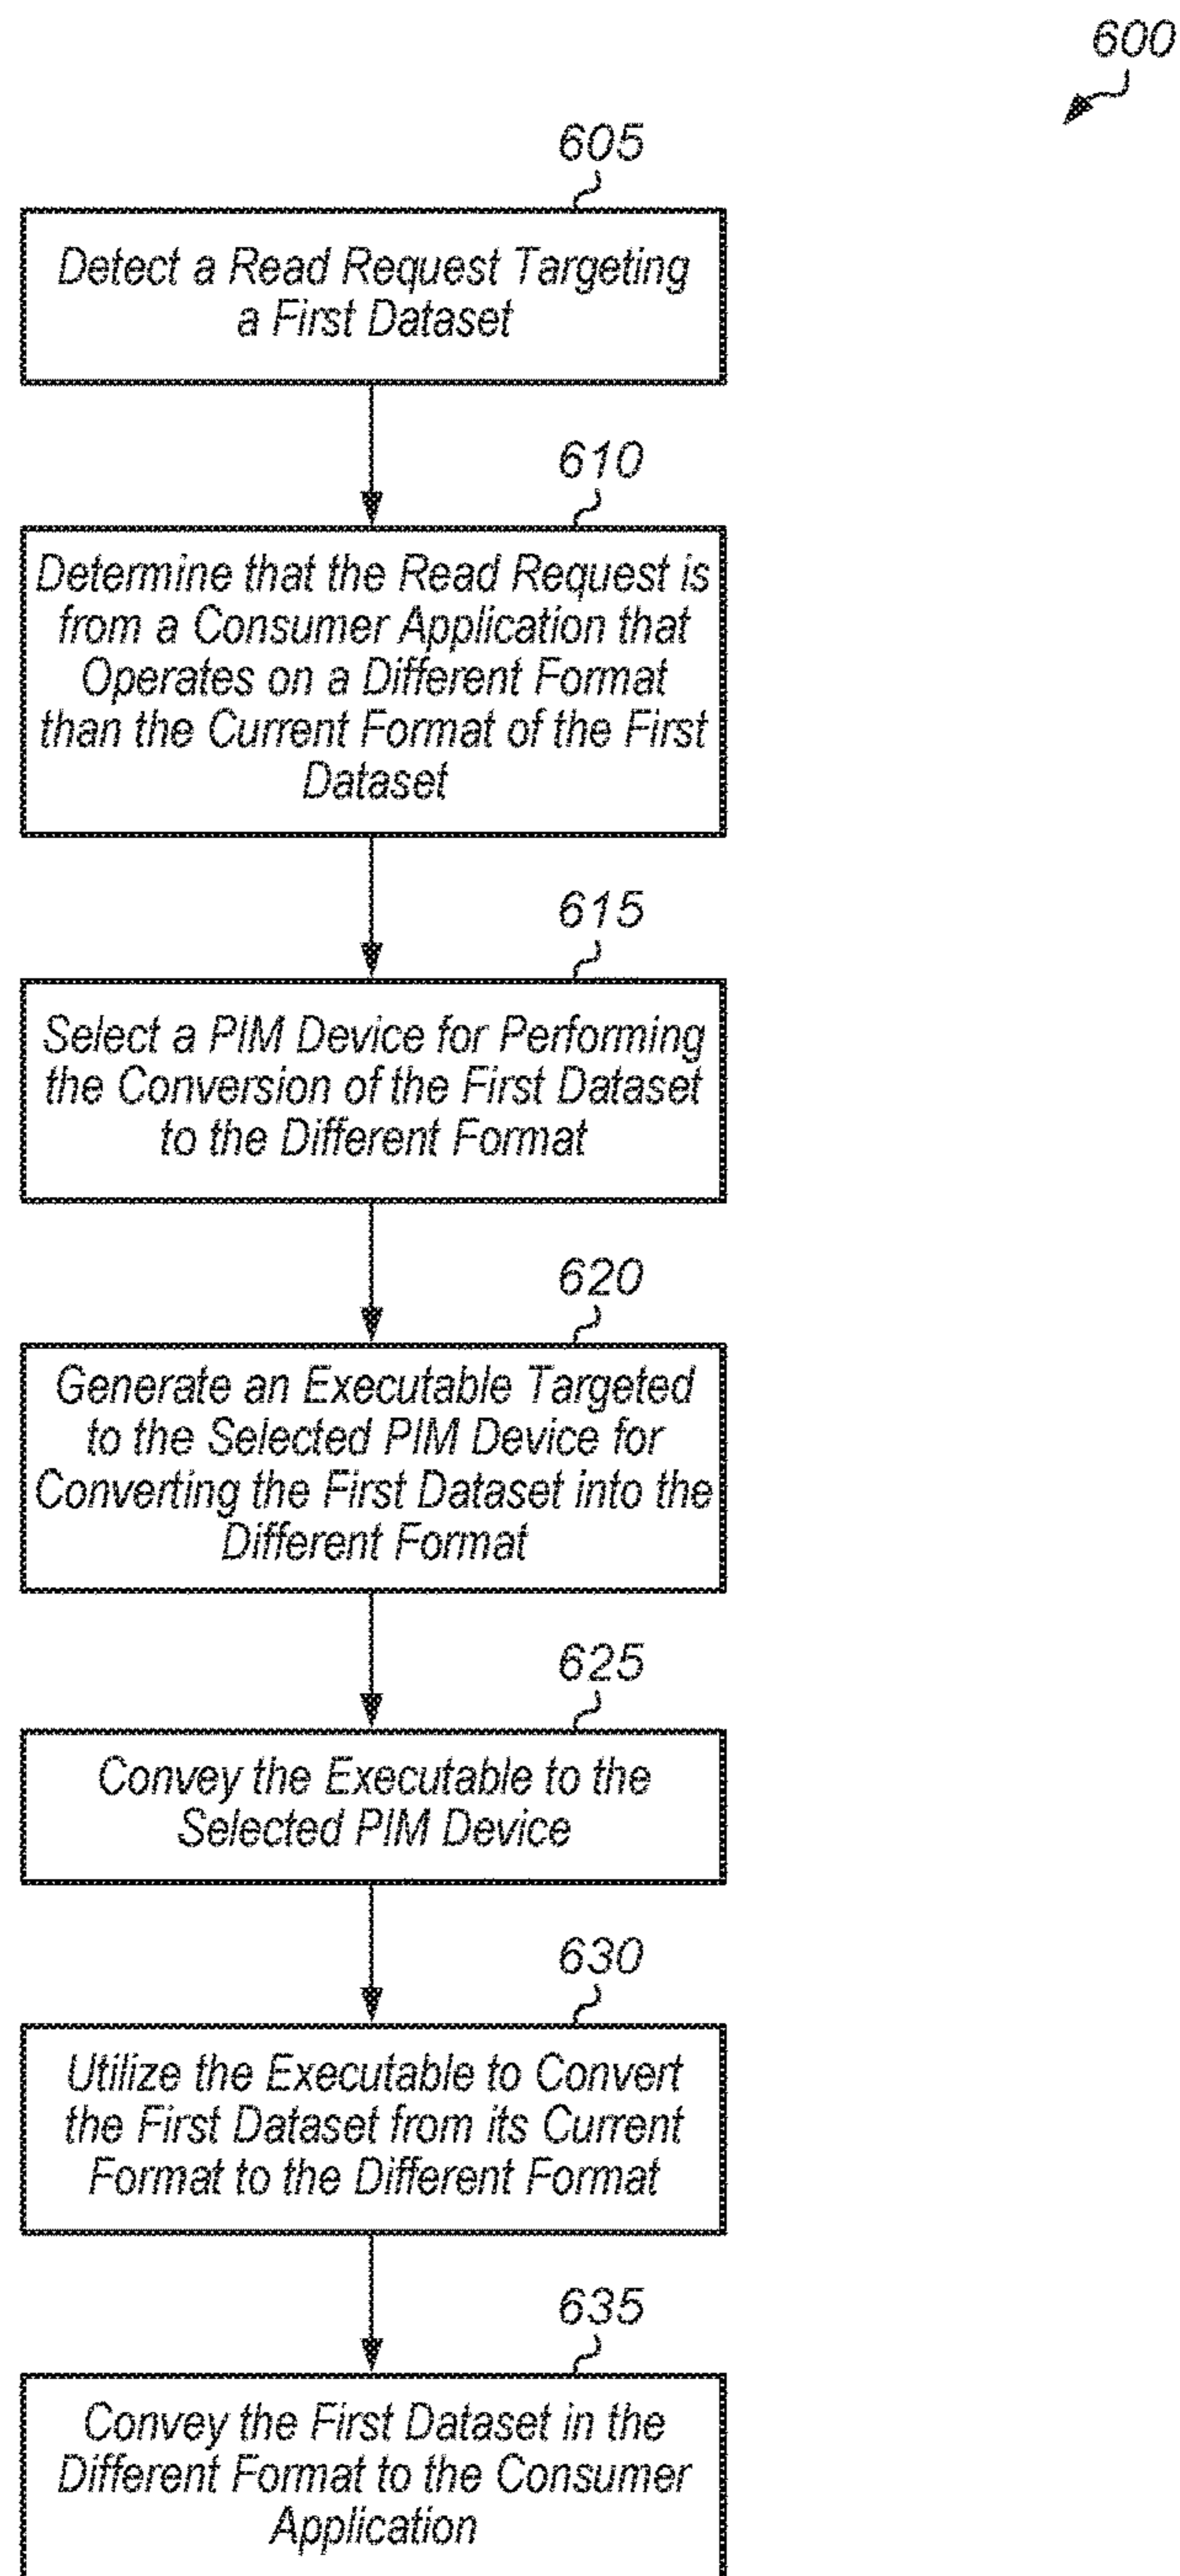 600
605
Detect a Read Request Targeting
a First Dataset
610
Determine that the Read Request is
from a Consumer Application that
Operates on a Different Format
than the Current Format of the First
Dataset
615
Select a PIM Device for Performing
the Conversion of the First Dataset
to the Different Format
620
Generate an Executable Targeted
to the Selected PIM Device for
Converting the First Dataset into the
Different Format
625
Convey the Executable to the
Selected PIM Device
630
Utilize the Executable to Convert
the First Dataset from its Current
Format to the Different Format
635
Convey the First Dataset in the
Different Format to the Consumer
Application